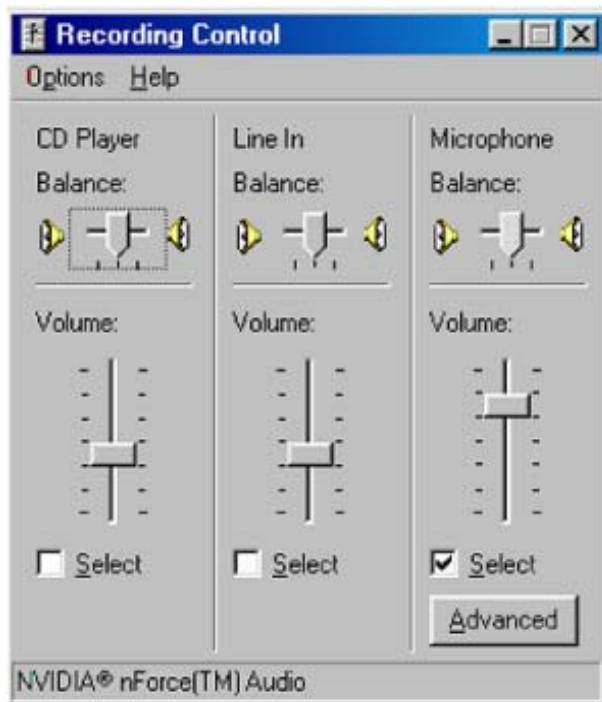 Recording Control
Options Help
CD Player
Balance:
Volume:
Select
Line In
Balance:
Volume:
Select
Microphone
Balance:
Volume:
Select
Advanced
NVIDIA® nForce(TM) Audio